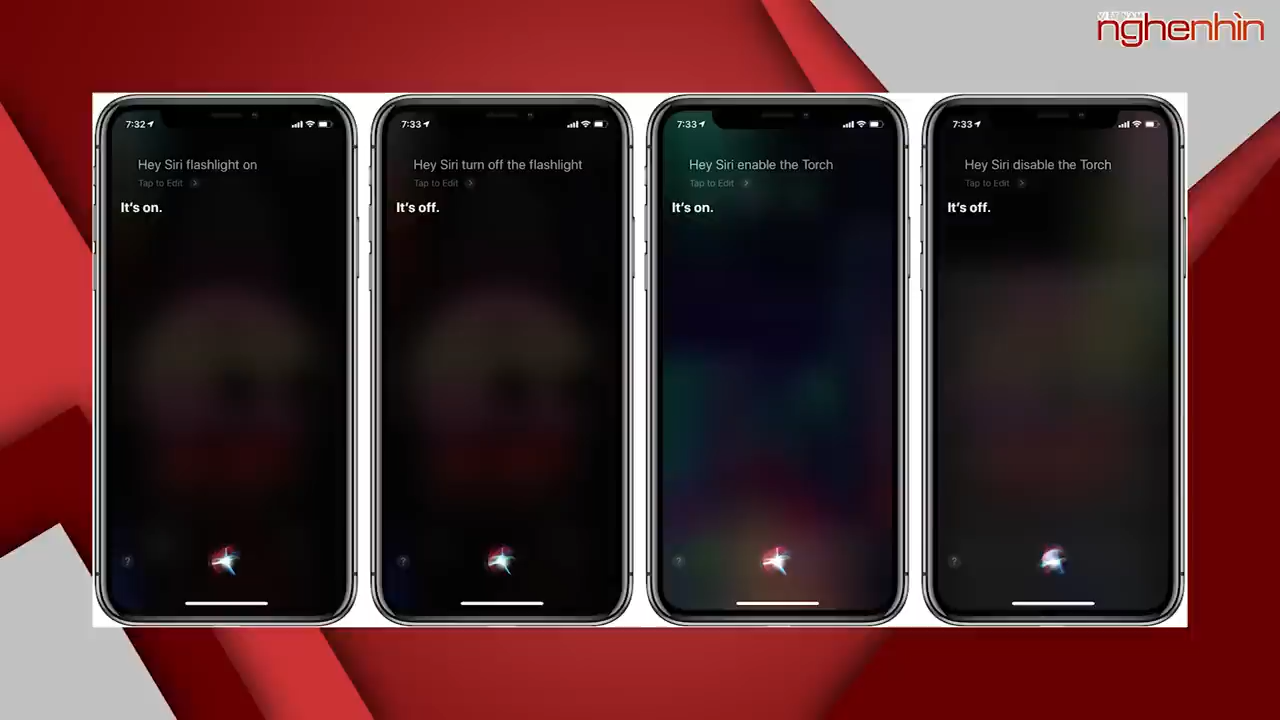 VIETNAM
nghenhìn
7:32
Hey Siri flashlight on
Tap to Edit
It's on.
?
7:33
Hey Siri turn off the flashlight
Tap to Edit
It's off.
?
7:33
Hey Siri enable the Torch
Tap to Edit
It's on.
?
7:33
Hey Siri disable the Torch
Tap to Edit
It's off.
?